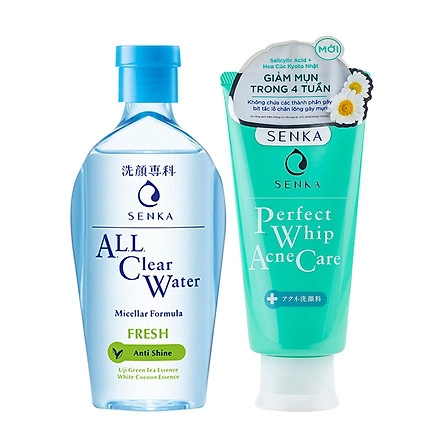 洗顔専科
SENKA
ALL
Clear
Water
Micellar Formula
FRESH
Anti Shine
Uji Green Tea Essence
White Cocoon Essence
MỚI
Salicylic Acid +
Hoa Cúc Kyoto Nhật
GIẢM MỤN
TRONG 4 TUẦN
Không chứa các thành phần gây
bít tắc lỗ chân lông gây mụn
SENKA
SENKA
Perfect
Whip
Acne Care
アクネ洗顔料